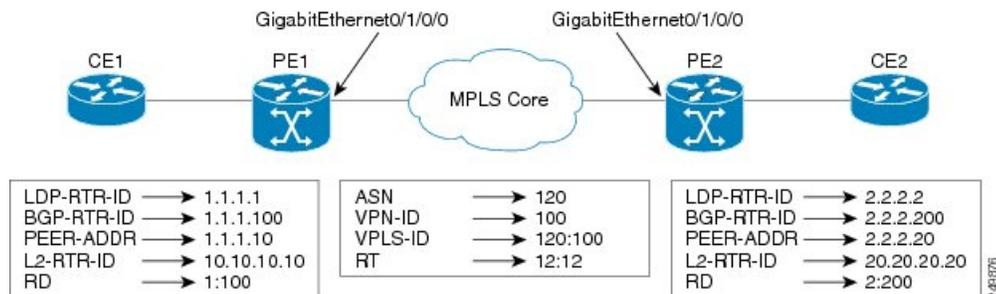 GigabitEthernet0/1/0/0 GigabitEthernet0/1/0/0
CE1 PE1 PE2 CE2
MPLS Core
LDP-RTR-ID 1.1.1.1
BGP-RTR-ID 1.1.1.100
PEER-ADDR 1.1.1.10
L2-RTR-ID 10.10.10.10
RD 1:100
ASN 120
VPN-ID 100
VPLS-ID 120:100
RT 12:12
LDP-RTR-ID 2.2.2.2
BGP-RTR-ID 2.2.2.200
PEER-ADDR 2.2.2.20
L2-RTR-ID 20.20.20.20
RD 2:200